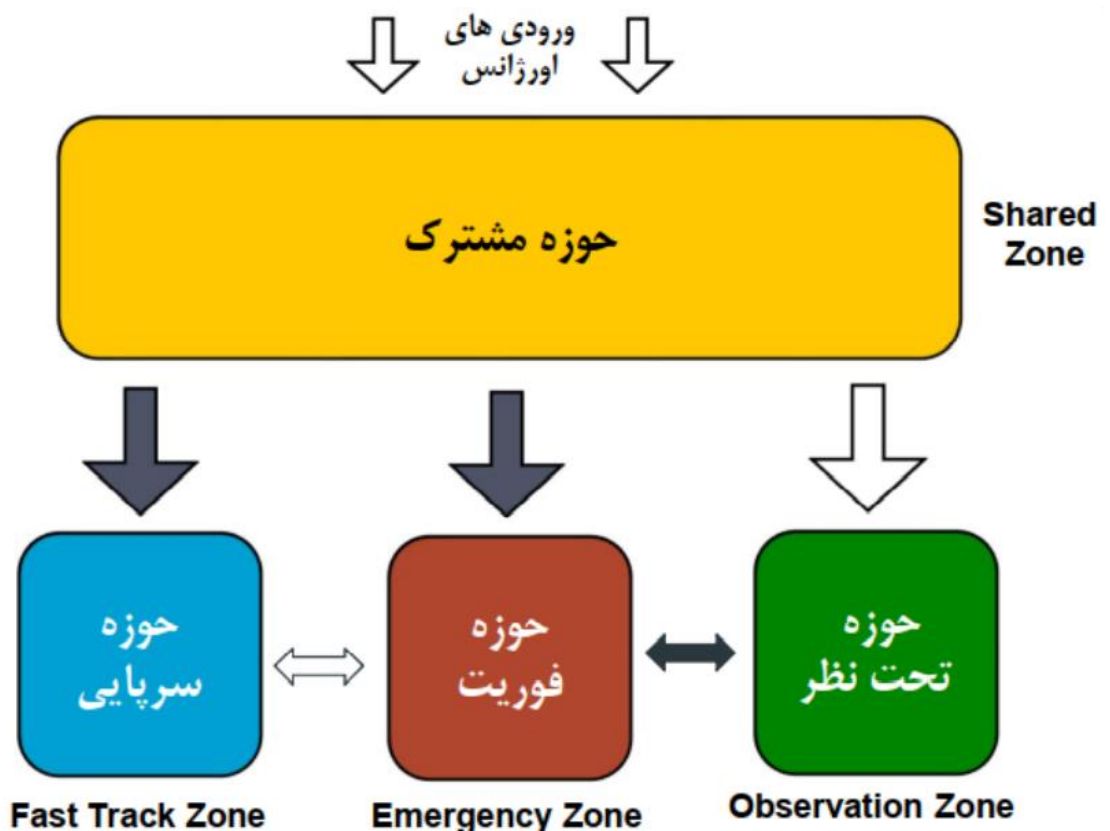 ورودی های
اورژانس
حوزه مشترک
Shared
Zone
حوزه
سرپایی
حوزه
فوریت
حوزه
تحت نظر
Fast Track Zone
Emergency Zone
Observation Zone